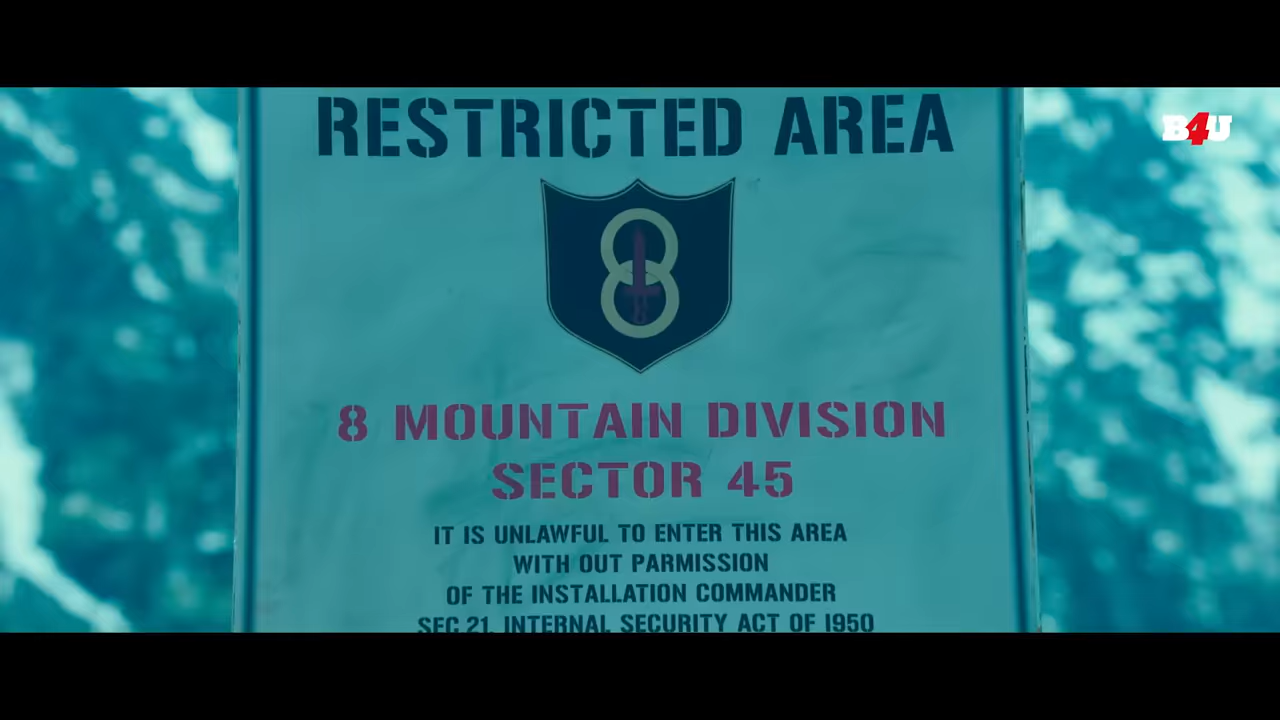 RESTRICTED AREA
B4U
8
8 MOUNTAIN DIVISION
SECTOR 45
IT IS UNLAWFUL TO ENTER THIS AREA
WITH OUT PARMISSION
OF THE INSTALLATION COMMANDER
SEC 21, INTERNAL SECURITY ACT OF 1950